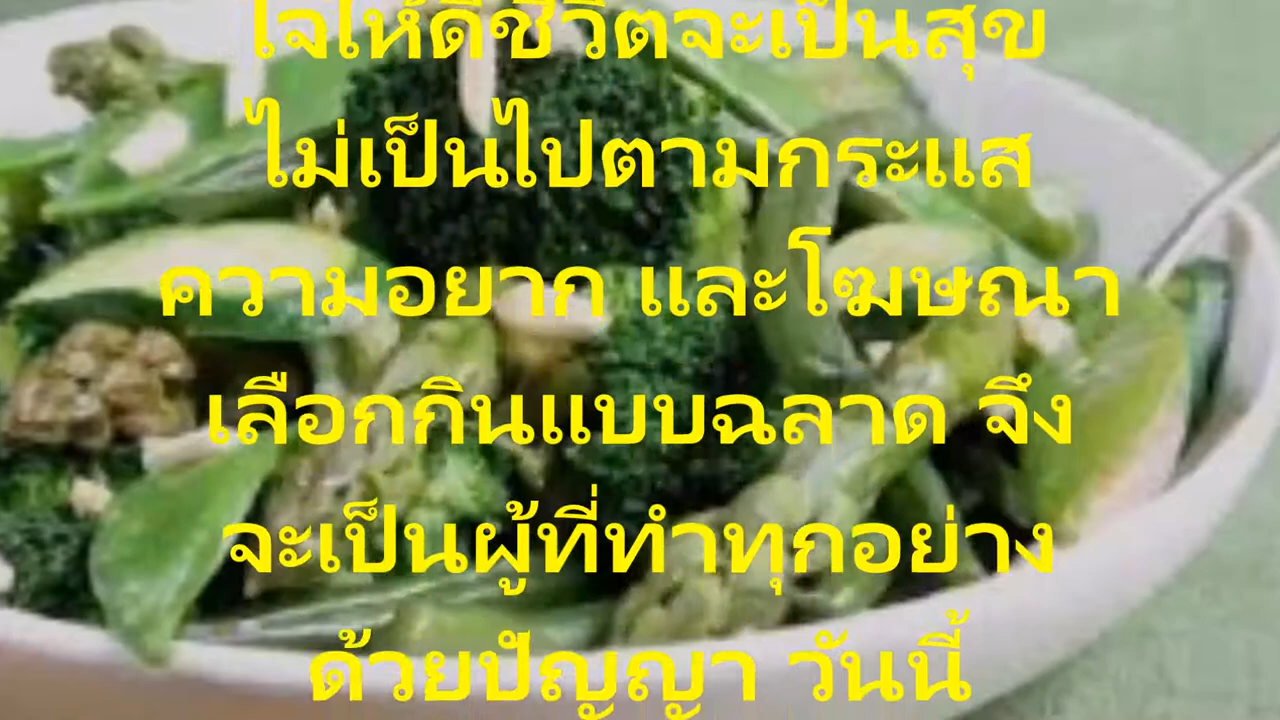 ใจให้ดีชีวิตจะเป็นสุข
ไม่เป็นไปตามกระแส
ความอยาก และโฆษณา
เลือกกินแบบฉลาด จึง
จะเป็นผู้ที่ทำทุกอย่าง
ด้วยปัญญา วันนี้